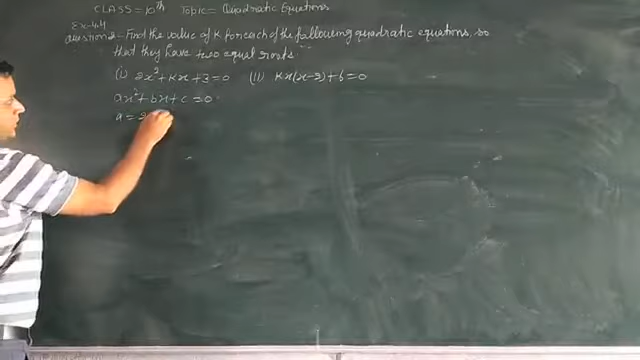 CLASS = 10th Topic = Quadratic Equations
Ex-4.4
Question 2- Find the value of K for each of the following quadratic equations, so
that they have two equal roots.
(i) 2x²+Kx+3=0 (ii) Kx(x-2)+6=0
ax²+bx+c=0
a=2